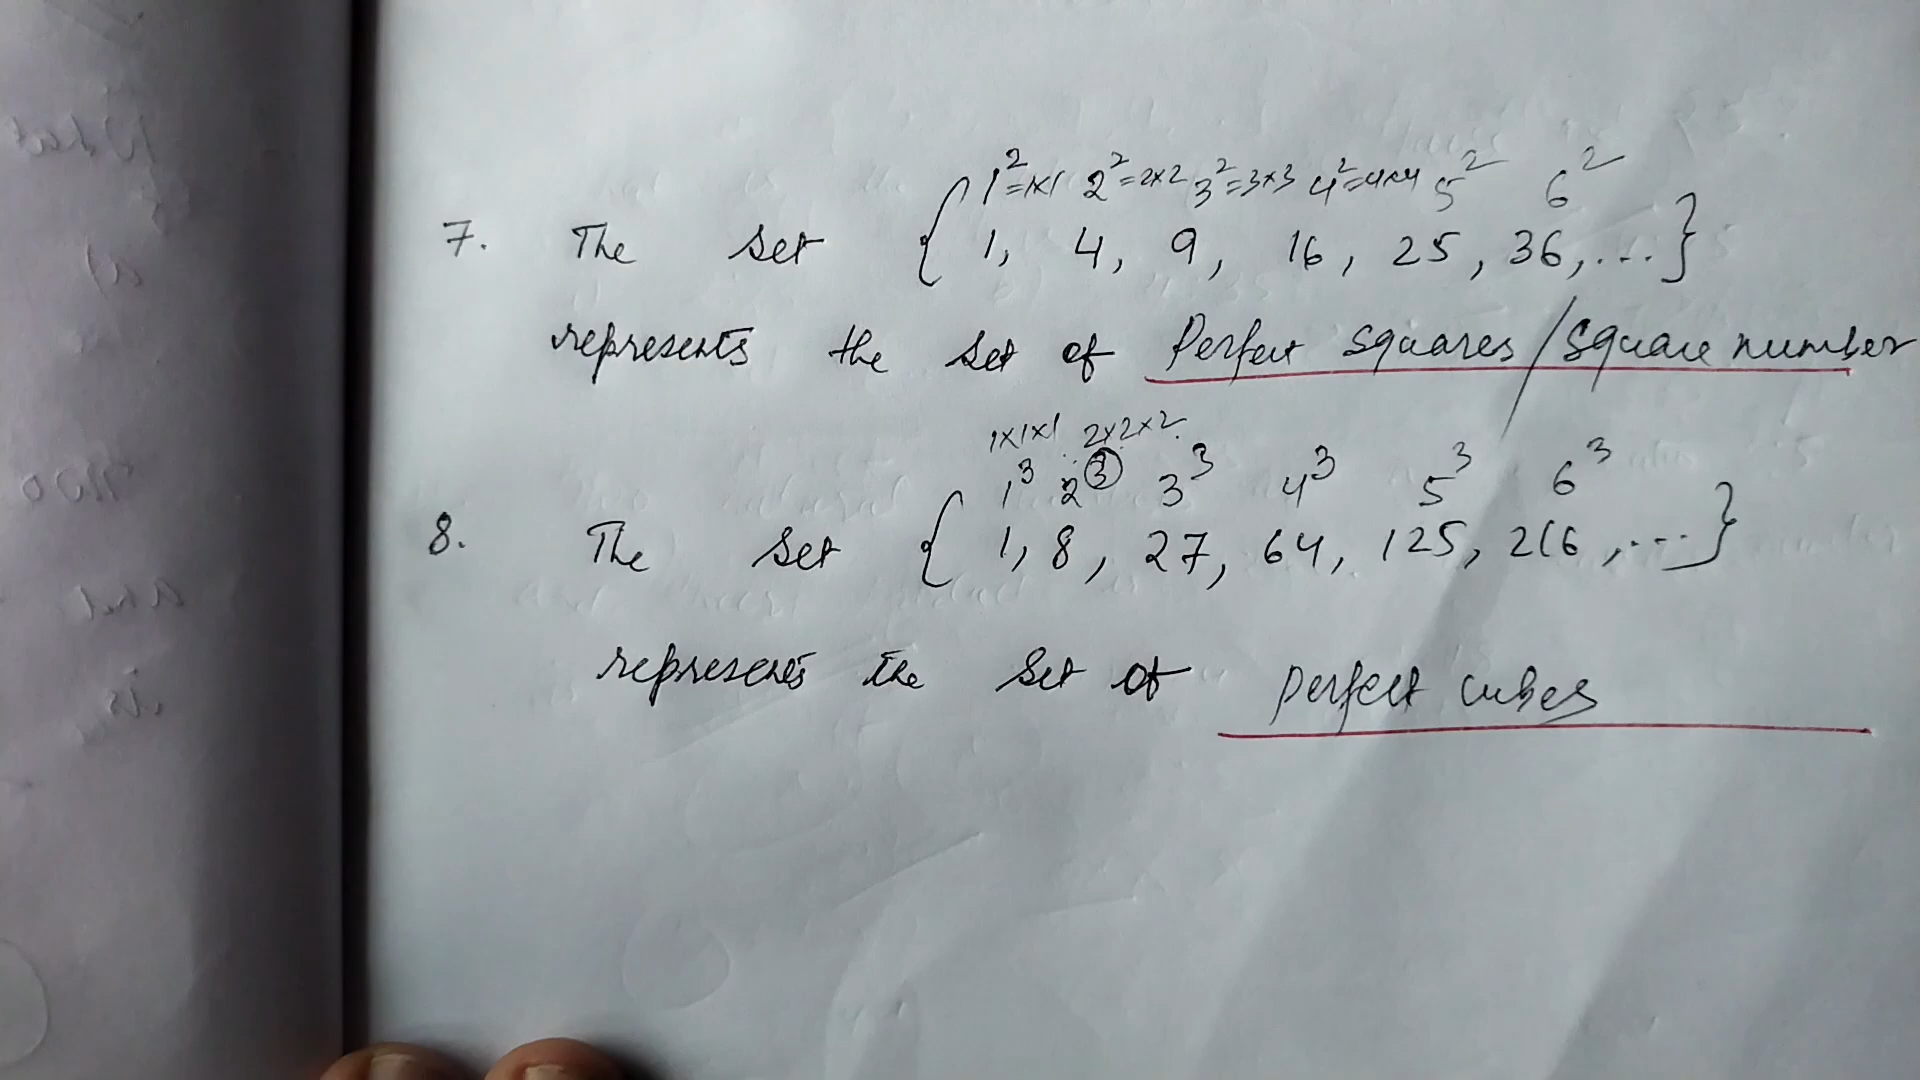 1²=1×1 2²=2×2 3²=3×3 4²=4×4 5² 6²
7. The set { 1, 4, 9, 16, 25, 36, ... }
represents the set of Perfect squares / Square number
1×1×1 2×2×2
1³ 2³ 3³ 4³ 5³ 6³
8. The set { 1, 8, 27, 64, 125, 216, ... }
represents the set of perfect cubes